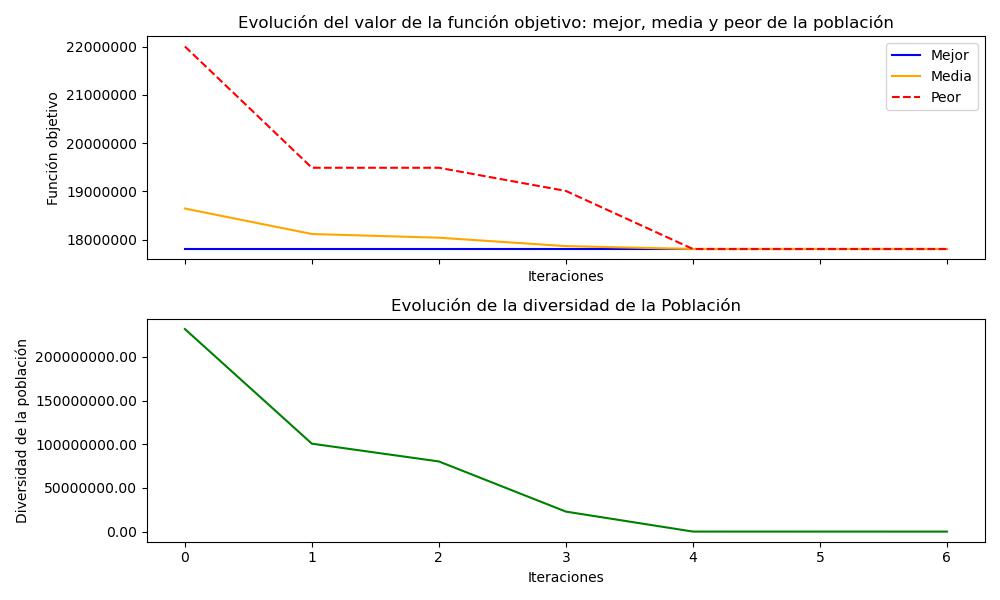 Evolución del valor de la función objetivo: mejor, media y peor de la población
22000000
21000000
20000000
19000000
18000000
Función objetivo
Mejor
Media
Peor
Iteraciones
Evolución de la diversidad de la Población
200000000.00
150000000.00
100000000.00
50000000.00
0.00
Diversidad de la población
0 1 2 3 4 5 6
Iteraciones